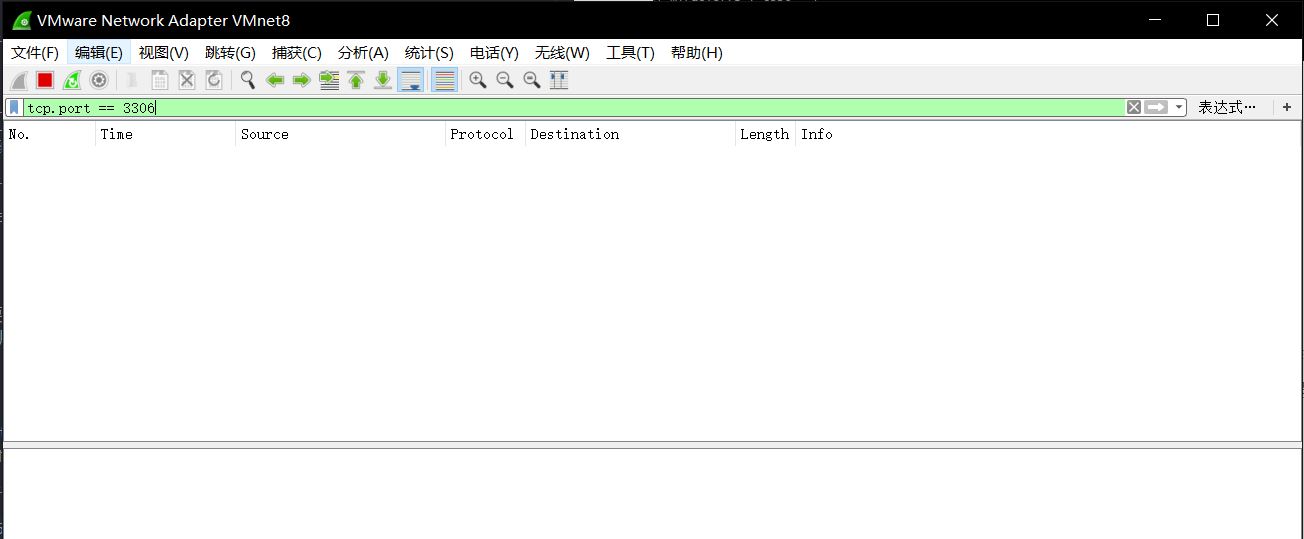 VMware Network Adapter VMnet8
文件(F) 编辑(E) 视图(V) 跳转(G) 捕获(C) 分析(A) 统计(S) 电话(Y) 无线(W) 工具(T) 帮助(H)
tcp.port == 3306 表达式… +
No. Time Source Protocol Destination Length Info